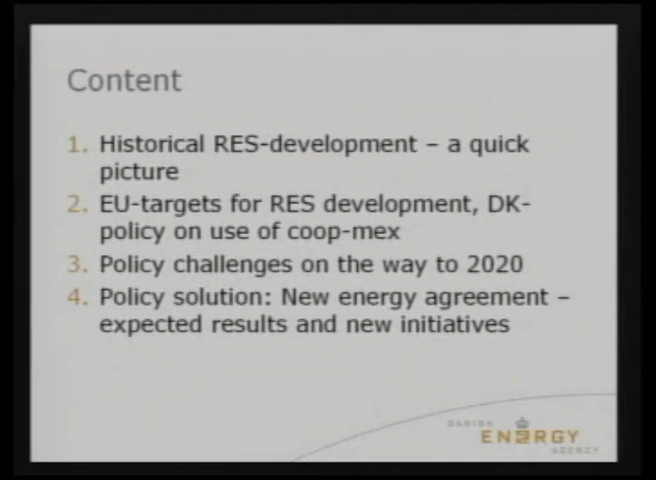 Content
1. Historical RES-development – a quick
picture
2. EU-targets for RES development, DK-
policy on use of coop-mex
3. Policy challenges on the way to 2020
4. Policy solution: New energy agreement –
expected results and new initiatives
DANISH
ENERGY
AGENCY